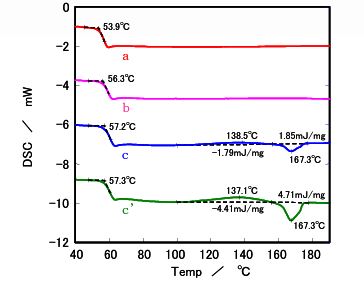 0
−2
−4
−6
−8
−10
−12
DSC / mW
53.9℃
a
56.3℃
b
57.2℃
138.5℃
1.85mJ/mg
c
−1.79mJ/mg
167.3℃
57.3℃
137.1℃
4.71mJ/mg
c'
−4.41mJ/mg
167.3℃
40 60 80 100 120 140 160 180
Temp / ℃